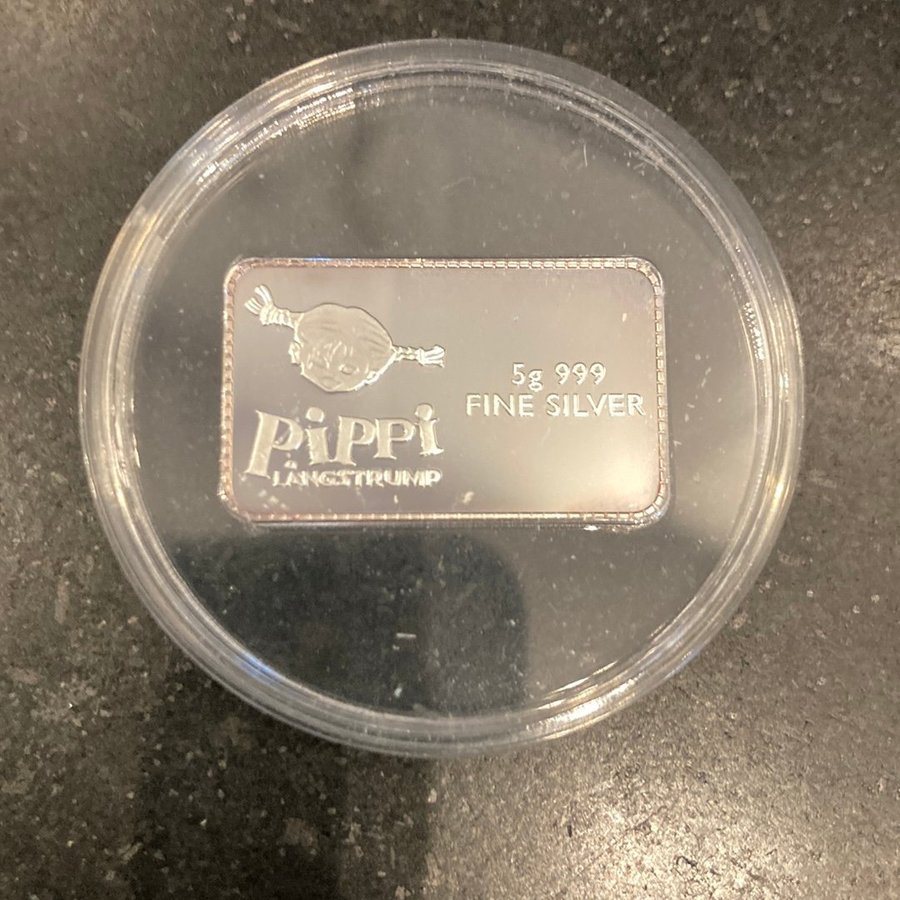 PiPPi
LÅNGSTRUMP
5g 999
FINE SILVER